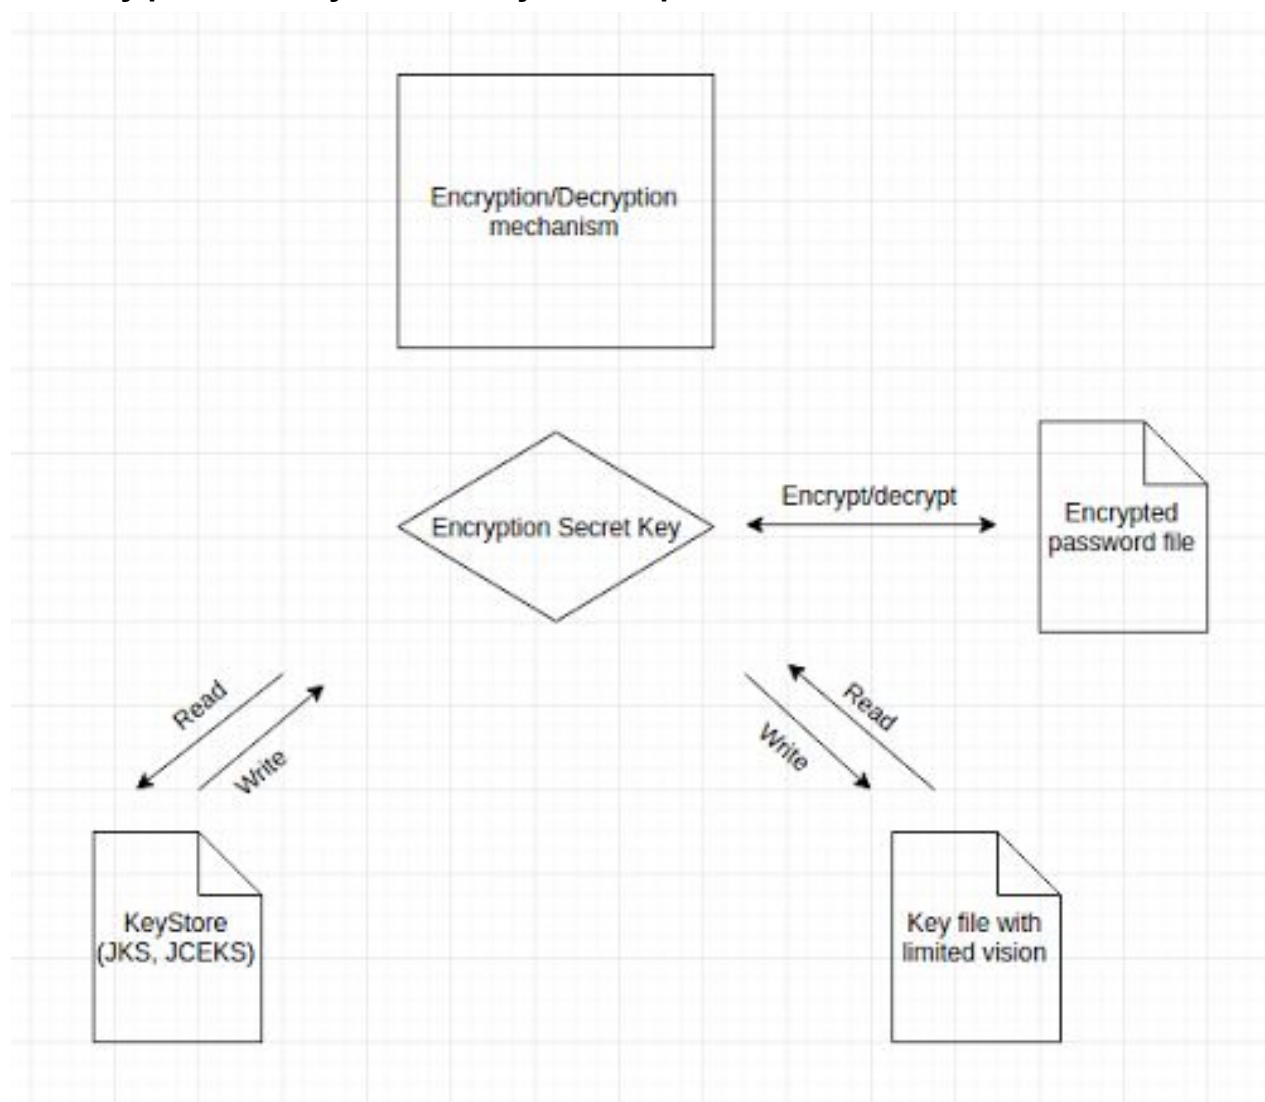 Encryption/Decryption
mechanism
Encryption Secret Key
Encrypt/decrypt
Encrypted
password file
Read
Write
Read
Write
KeyStore
(JKS, JCEKS)
Key file with
limited vision